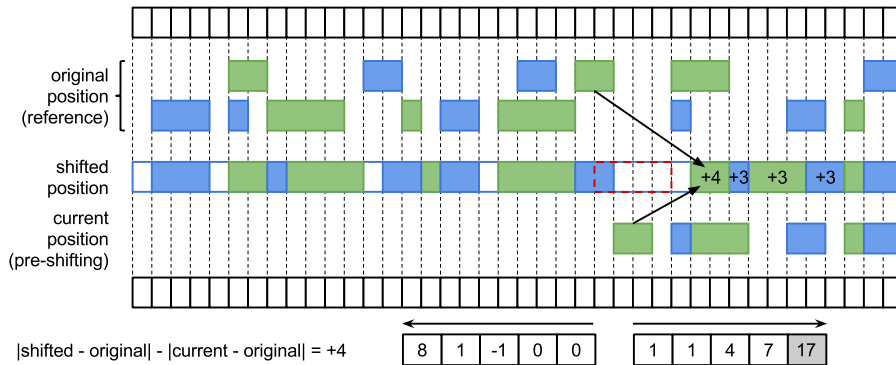 original
position
(reference)
shifted
position
+4 +3 +3 +3
current
position
(pre-shifting)
|shifted - original| - |current - original| = +4
8 1 -1 0 0
1 1 4 7 17